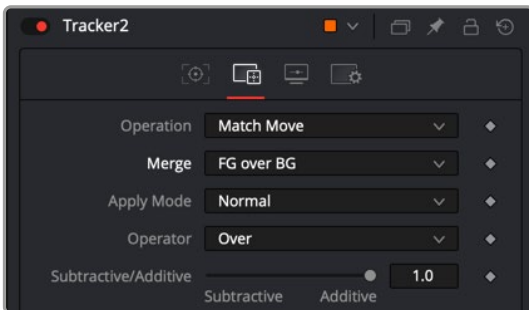 Tracker2
Operation Match Move
Merge FG over BG
Apply Mode Normal
Operator Over
Subtractive/Additive 1.0
Subtractive Additive